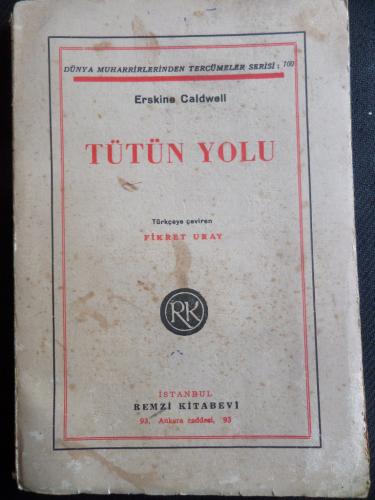 DÜNYA MUHARRİRLERİNDEN TERCÜMELER SERİSİ : 100
Erskine Caldwell
TÜTÜN YOLU
Türkçeye çeviren
FİKRET URAY
RK
İSTANBUL
REMZİ KİTABEVİ
93, Ankara caddesi, 93